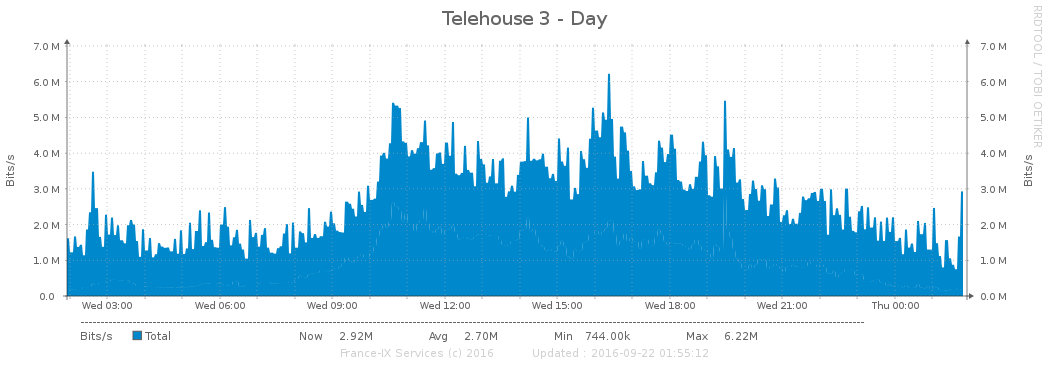 Telehouse 3 - Day
RRDTOOL / TOBI OETIKER
7.0 M 7.0 M
6.0 M 6.0 M
5.0 M 5.0 M
4.0 M 4.0 M
3.0 M 3.0 M
2.0 M 2.0 M
1.0 M 1.0 M
0.0 0.0 M
Bits/s
Bits/s
Wed 03:00 Wed 06:00 Wed 09:00 Wed 12:00 Wed 15:00 Wed 18:00 Wed 21:00 Thu 00:00
Bits/s Total Now 2.92M Avg 2.70M Min 744.00k Max 6.22M
France-IX Services (c) 2016 Updated : 2016-09-22 01:55:12